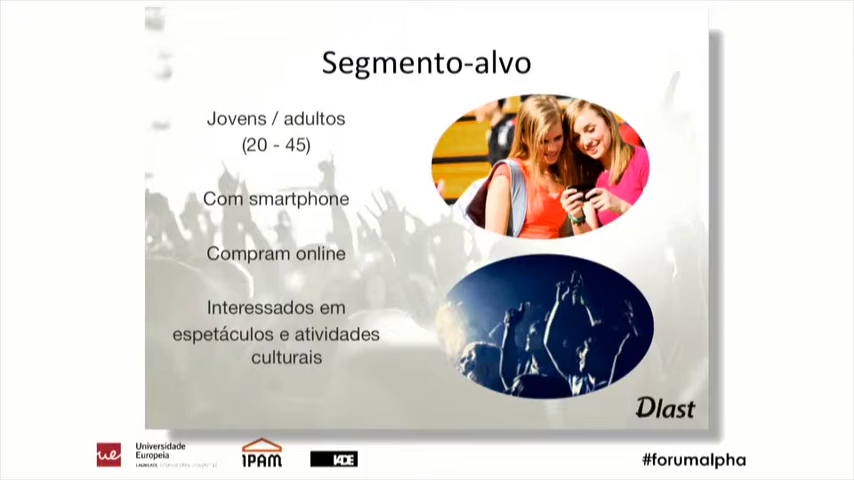 Segmento-alvo
Jovens / adultos
(20 - 45)
Com smartphone
Compram online
Interessados em
espetáculos e atividades
culturais
Dlast
ue
Universidade
Europeia
IPAM
IADE
#forumalpha